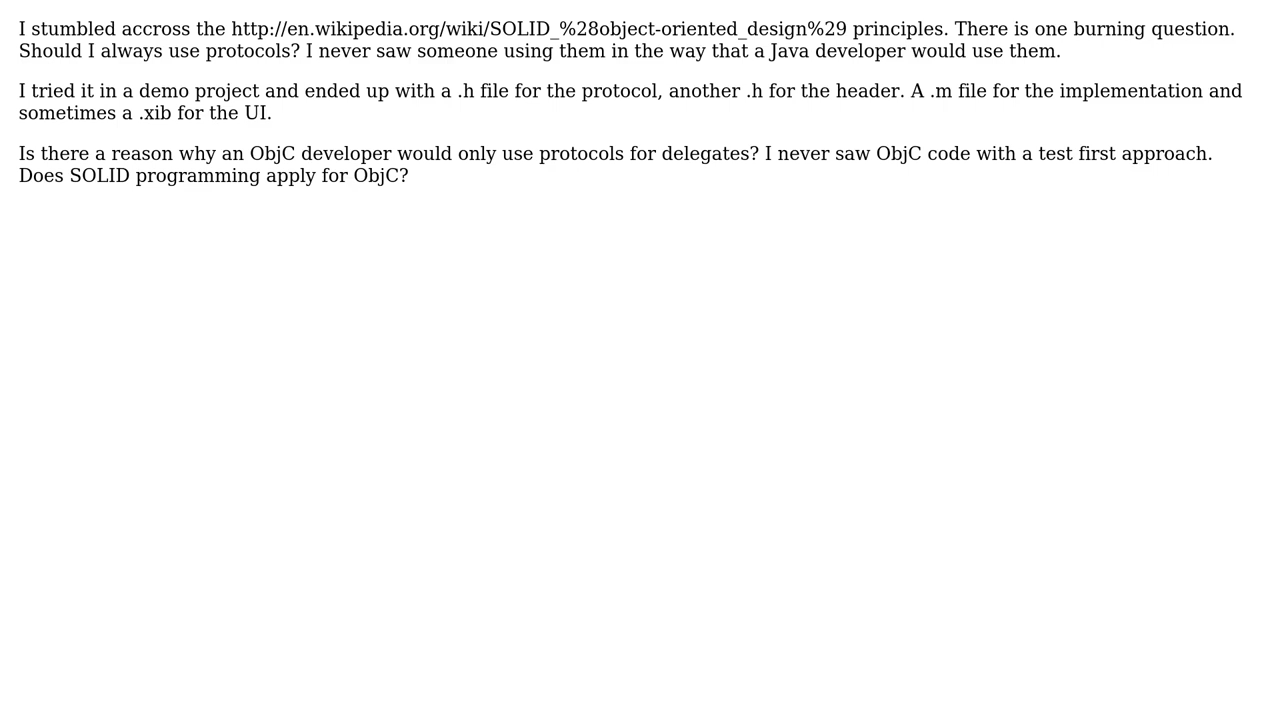 I stumbled accross the http://en.wikipedia.org/wiki/SOLID_%28object-oriented_design%29 principles. There is one burning question.
Should I always use protocols? I never saw someone using them in the way that a Java developer would use them.
I tried it in a demo project and ended up with a .h file for the protocol, another .h for the header. A .m file for the implementation and
sometimes a .xib for the UI.
Is there a reason why an ObjC developer would only use protocols for delegates? I never saw ObjC code with a test first approach.
Does SOLID programming apply for ObjC?